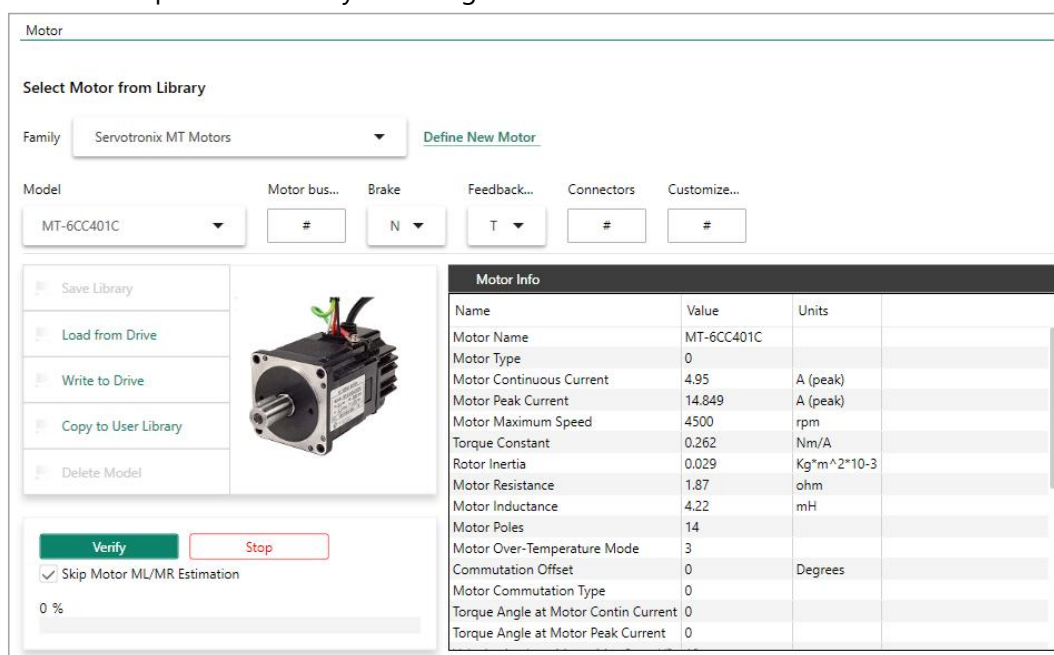 Motor
Select Motor from Library
Family Servotronix MT Motors Define New Motor
Model Motor bus... Brake Feedback... Connectors Customize...
MT-6CC401C # N T # #
Save Library
Load from Drive
Write to Drive
Copy to User Library
Delete Model
Verify Stop
Skip Motor ML/MR Estimation
0 %
Motor Info
Name Value Units
Motor Name MT-6CC401C
Motor Type 0
Motor Continuous Current 4.95 A (peak)
Motor Peak Current 14.849 A (peak)
Motor Maximum Speed 4500 rpm
Torque Constant 0.262 Nm/A
Rotor Inertia 0.029 Kg*m^2*10-3
Motor Resistance 1.87 ohm
Motor Inductance 4.22 mH
Motor Poles 14
Motor Over-Temperature Mode 3
Commutation Offset 0 Degrees
Motor Commutation Type 0
Torque Angle at Motor Contin Current 0
Torque Angle at Motor Peak Current 0